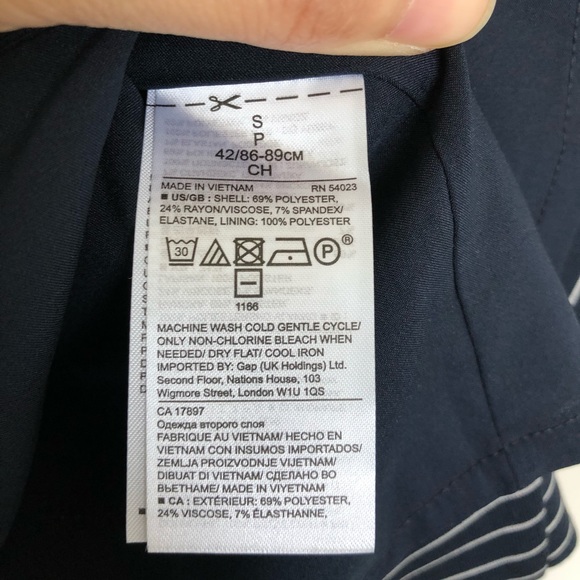 S
P
42/86-89CM
CH
MADE IN VIETNAM RN 54023
■ US/GB : SHELL: 69% POLYESTER,
24% RAYON/VISCOSE, 7% SPANDEX/
ELASTANE, LINING: 100% POLYESTER
30 P ®
1166
MACHINE WASH COLD GENTLE CYCLE/
ONLY NON-CHLORINE BLEACH WHEN
NEEDED/ DRY FLAT/ COOL IRON
IMPORTED BY: Gap (UK Holdings) Ltd.
Second Floor, Nations House, 103
Wigmore Street, London W1U 1QS
CA 17897
Одежда второго слоя
FABRIQUÉ AU VIETNAM/ HECHO EN
VIETNAM CON INSUMOS IMPORTADOS/
ZEMLJA PROIZVODNJE VIJETNAM/
DIBUAT DI VIETNAM/ СДЕЛАНО ВО
ВЬЕТНАМЕ/ MADE IN VIYETNAM
■ CA : EXTÉRIEUR: 69% POLYESTER,
24% VISCOSE, 7% ÉLASTHANNE,